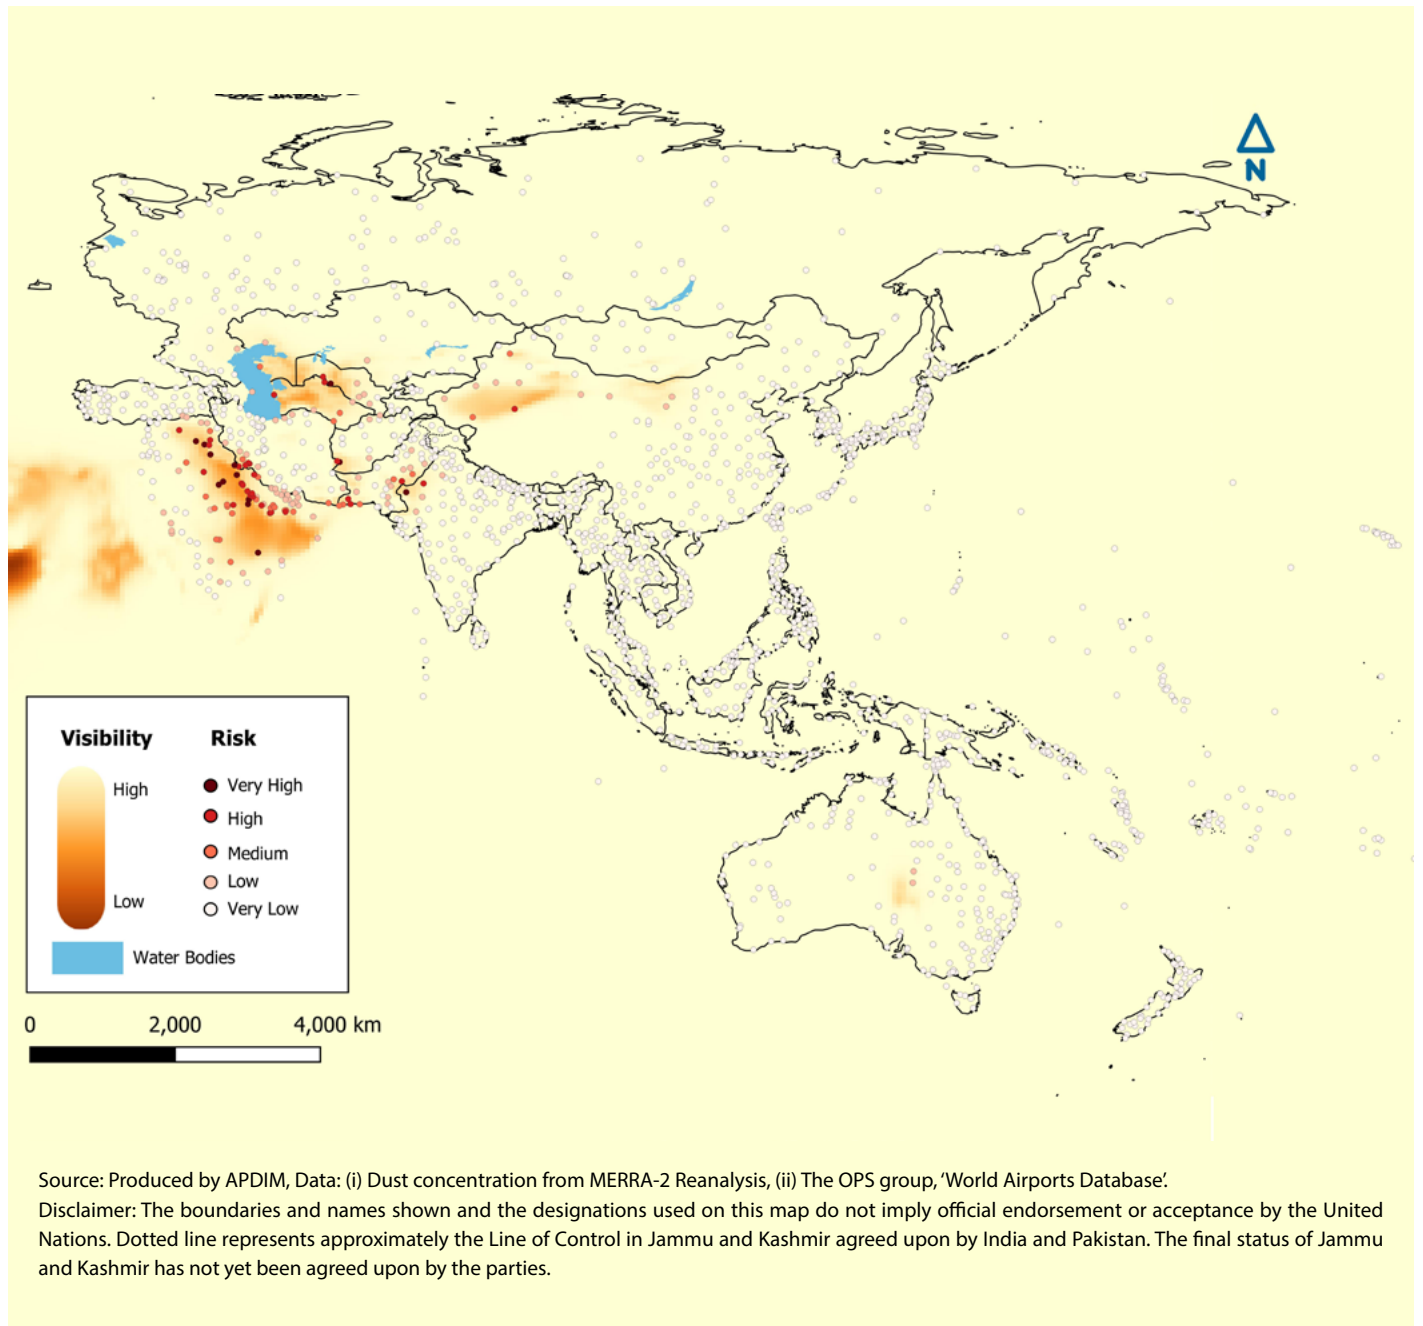 N
Visibility
Risk
High
Low
Very High
High
Medium
Low
Very Low
Water Bodies
0 2,000 4,000 km
Source: Produced by APDIM, Data: (i) Dust concentration from MERRA-2 Reanalysis, (ii) The OPS group, ‘World Airports Database’.
Disclaimer: The boundaries and names shown and the designations used on this map do not imply official endorsement or acceptance by the United
Nations. Dotted line represents approximately the Line of Control in Jammu and Kashmir agreed upon by India and Pakistan. The final status of Jammu
and Kashmir has not yet been agreed upon by the parties.